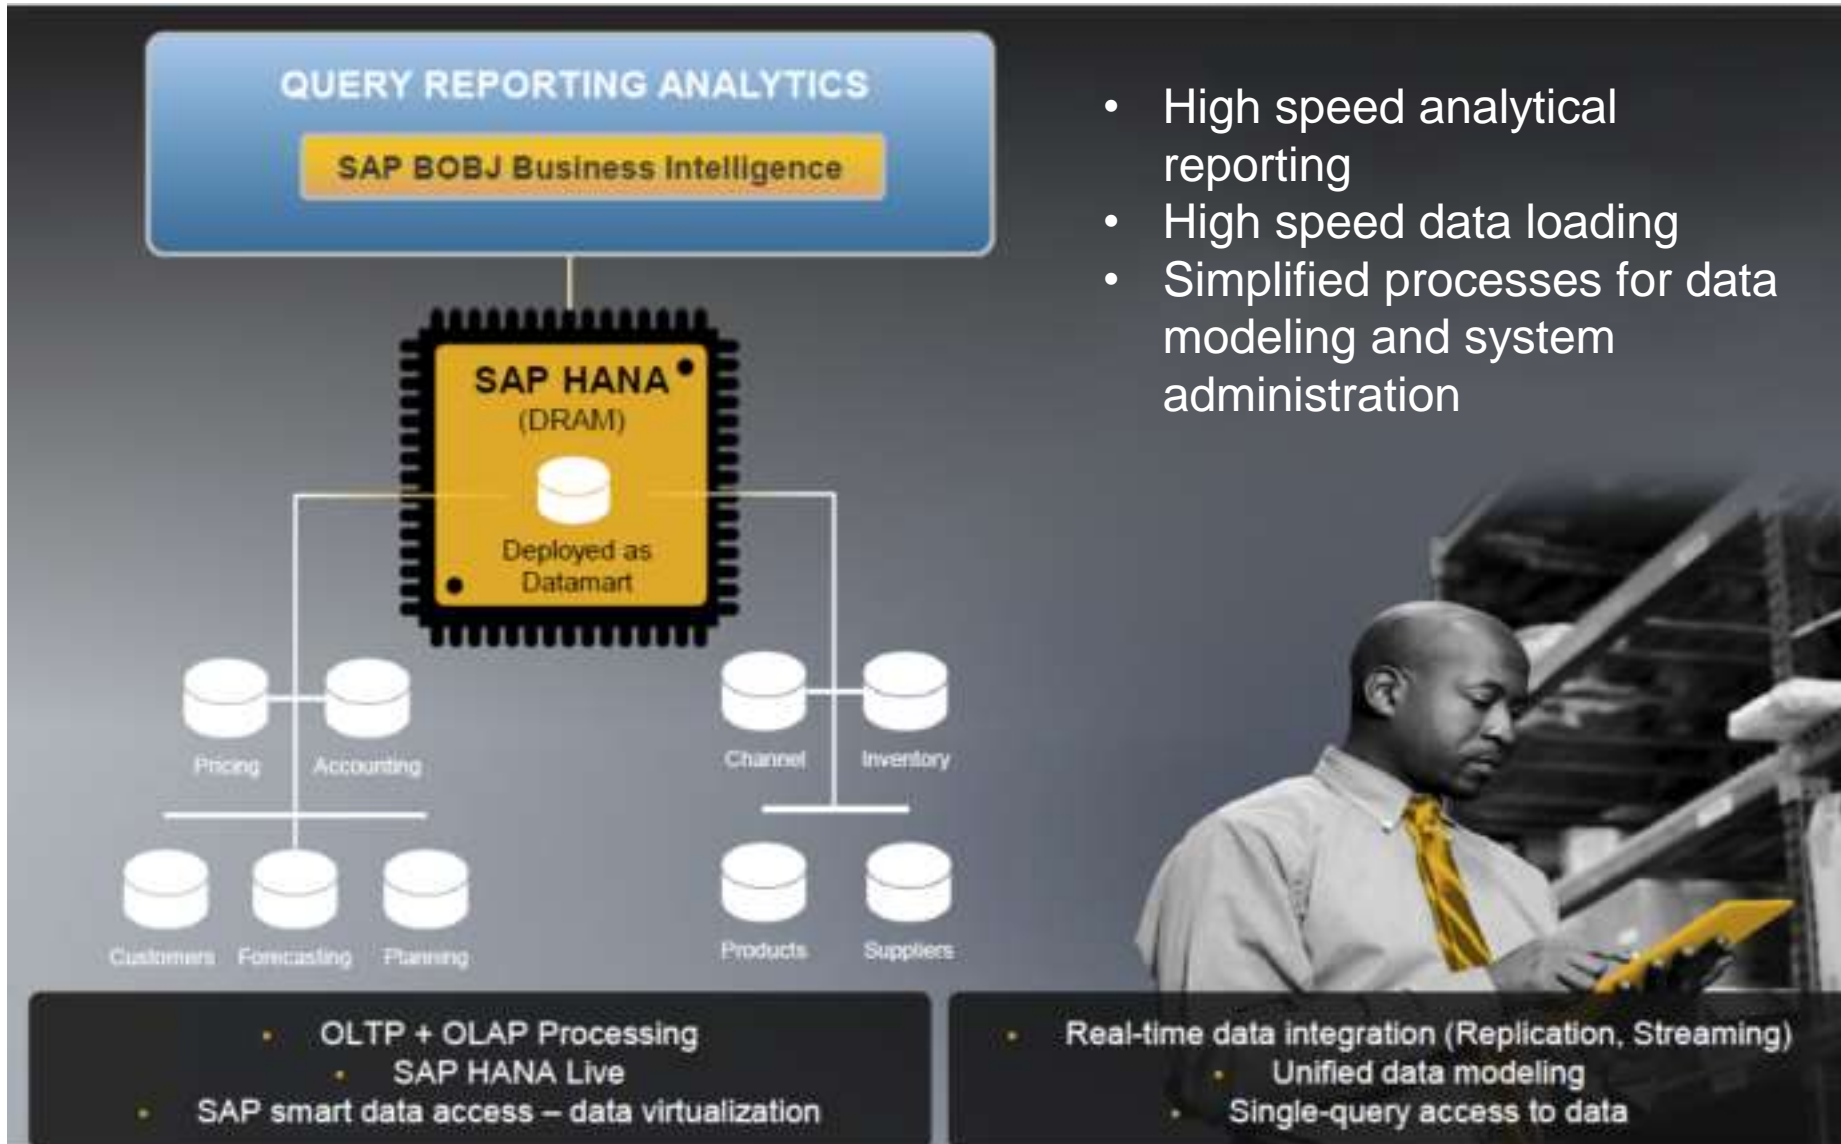 QUERY REPORTING ANALYTICS
SAP BOBJ Business Intelligence
• High speed analytical
reporting
• High speed data loading
• Simplified processes for data
modeling and system
administration
SAP HANA
(DRAM)
Deployed as
Datamart
Pricing
Accounting
Channel
Inventory
Customers
Forecasting
Planning
Products
Suppliers
• OLTP + OLAP Processing
• SAP HANA Live
• SAP smart data access – data virtualization
• Real-time data integration (Replication, Streaming)
• Unified data modeling
• Single-query access to data